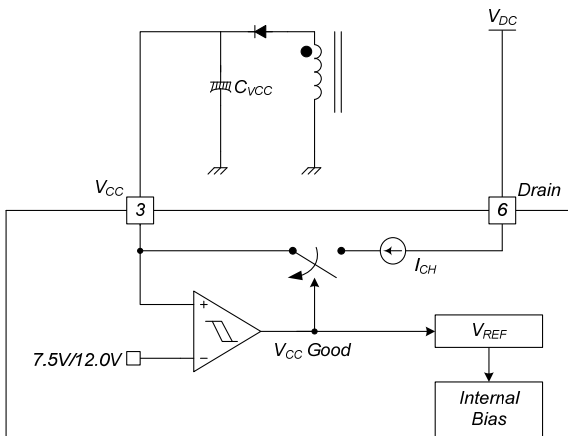 V_DC
C_VCC
V_CC
Drain
3
6
I_CH
+
7.5V/12.0V
−
V_CC Good
V_REF
Internal
Bias